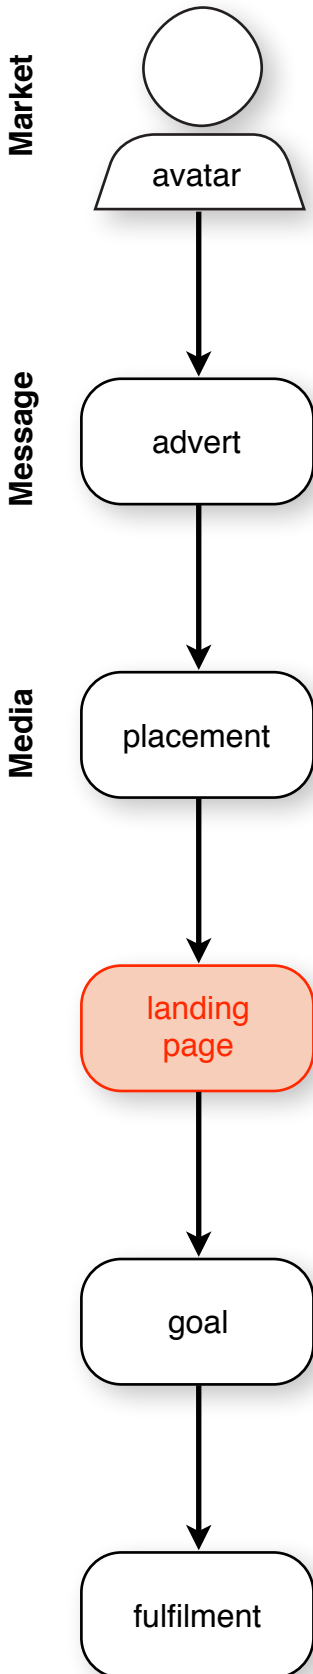 Market
avatar
Message
advert
Media
placement
landing
page
goal
fulfilment